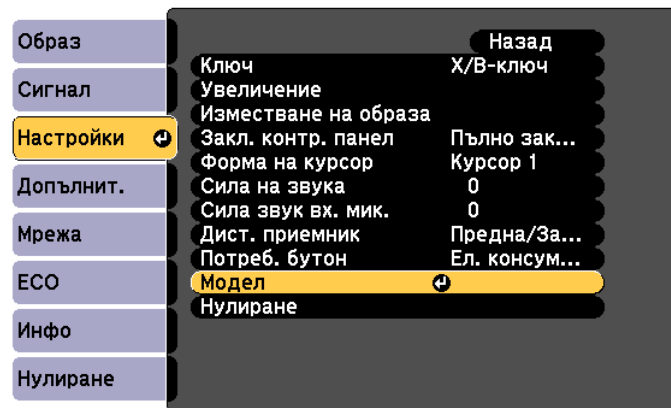 Образ
Сигнал
Настройки
Допълнит.
Мрежа
ECO
Инфо
Нулиране
Назад
Ключ Х/В-ключ
Увеличение
Изместване на образа
Закл. контр. панел Пълно зак...
Форма на курсор Курсор 1
Сила на звука 0
Сила звук вх. мик. 0
Дист. приемник Предна/За...
Потреб. бутон Ел. консум...
Модел
Нулиране